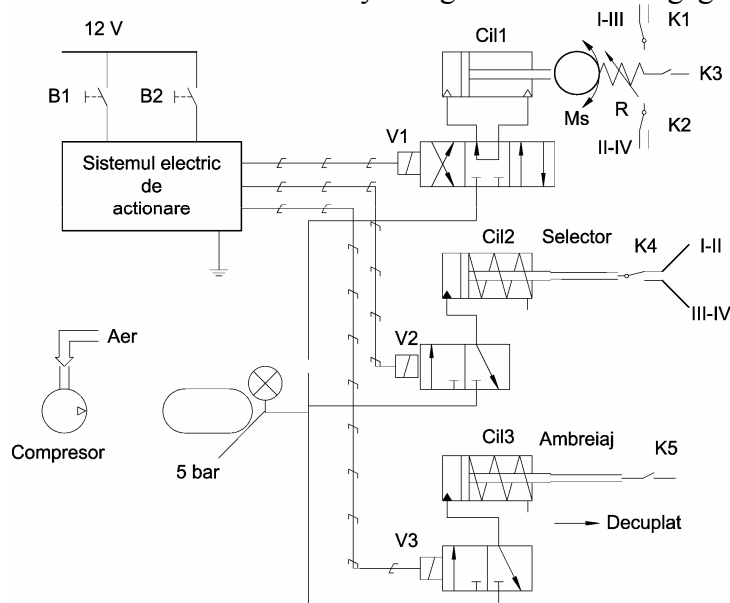 12 V
B1
B2
Sistemul electric
de
actionare
Cil1
I-III
K1
K3
Ms
R
K2
II-IV
V1
Cil2
Selector
K4
I-II
III-IV
V2
Aer
Compresor
5 bar
Cil3
Ambreiaj
K5
Decuplat
V3